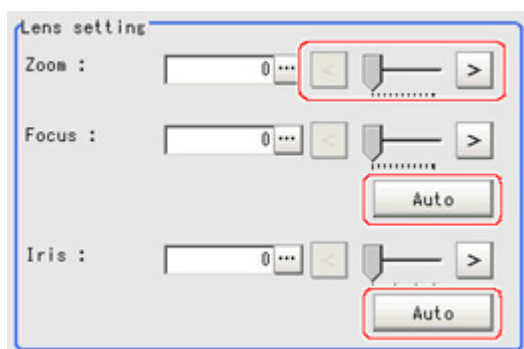 Lens setting
Zoom : 0 ... < >
Focus : 0 ... < >
Auto
Iris : 0 ... < >
Auto